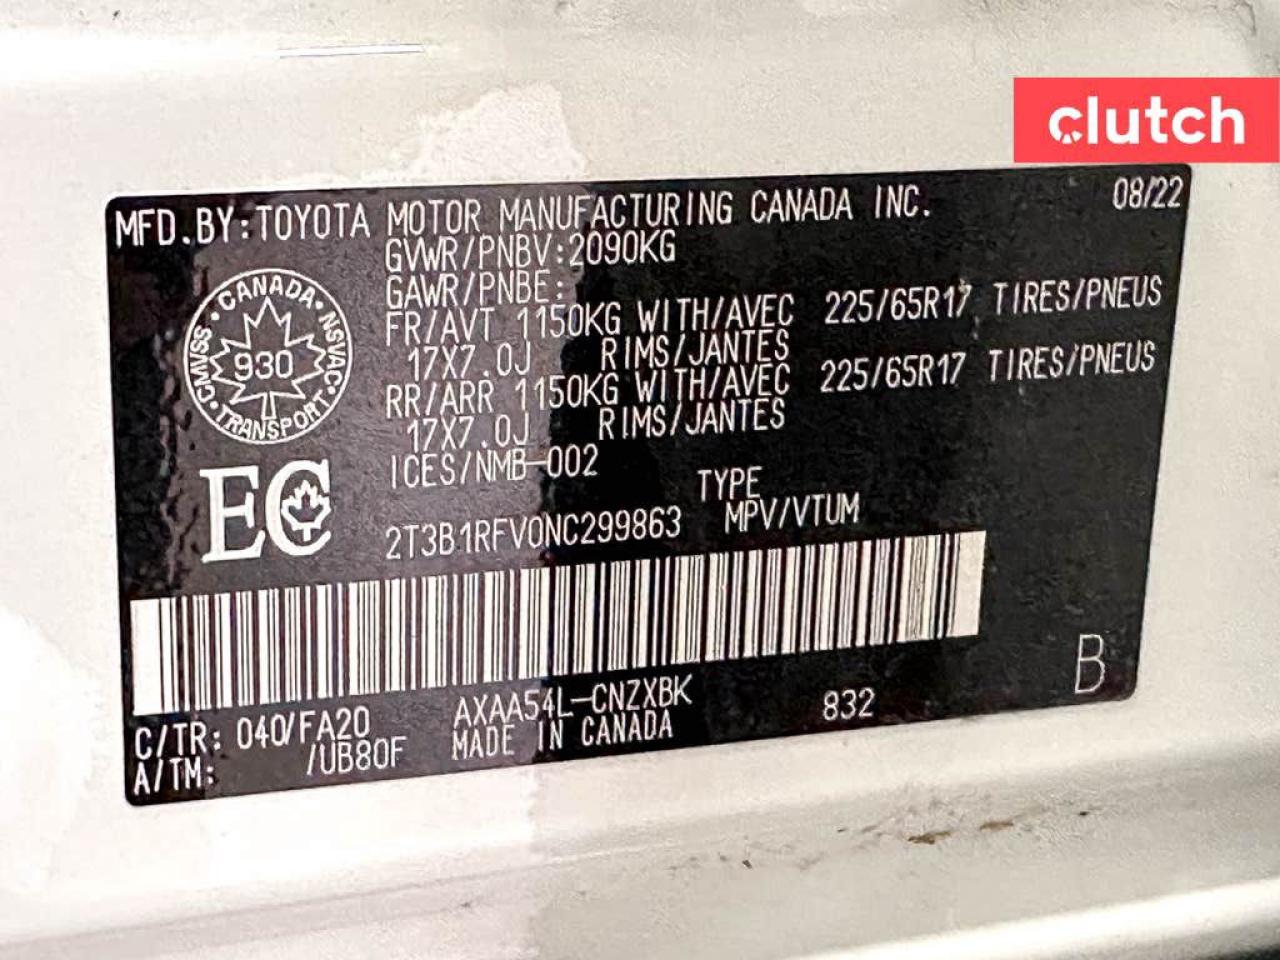 clutch
MFD.BY:TOYOTA MOTOR MANUFACTURING CANADA INC. 08/22
GVWR/PNBV:2090KG
GAWR/PNBE:
FR/AVT 1150KG WITH/AVEC 225/65R17 TIRES/PNEUS
17X7.0J RIMS/JANTES
RR/ARR 1150KG WITH/AVEC 225/65R17 TIRES/PNEUS
17X7.0J RIMS/JANTES
ICES/NMB-002
CANADA
CMVSS 930 NSVAC
TRANSPORT
EC
TYPE
2T3B1RFV0NC299863 MPV/VTUM
B
C/TR: 040/FA20 AXAA54L-CNZXBK 832
A/TM: /UB80F MADE IN CANADA